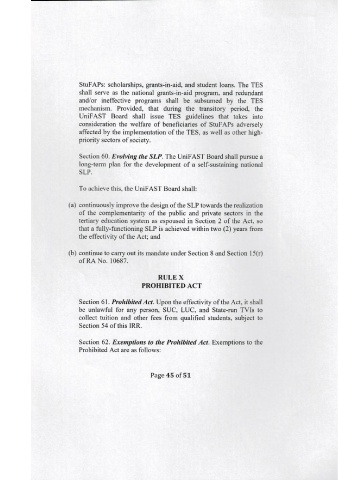 StuFAPs: scholarships, grants-in-aid, and student loans. The TES
shall serve as the national grants-in-aid program, and redundant
and/or ineffective programs shall be subsumed by the TES
mechanism. Provided, that during the transitory period, the
UniFAST Board shall issue TES guidelines that takes into
consideration the welfare of beneficiaries of StuFAPs adversely
affected by the implementation of the TES, as well as other high-
priority sectors of society.
Section 60. Evolving the SLP. The UniFAST Board shall pursue a
long-term plan for the development of a self-sustaining national
SLP.
To achieve this, the UniFAST Board shall:
(a) continuously improve the design of the SLP towards the realization
of the complementarity of the public and private sectors in the
tertiary education system as espoused in Section 2 of the Act, so
that a fully-functioning SLP is achieved within two (2) years from
the effectivity of the Act; and
(b) continue to carry out its mandate under Section 8 and Section 15(r)
of RA No. 10687.
RULE X
PROHIBITED ACT
Section 61. Prohibited Act. Upon the effectivity of the Act, it shall
be unlawful for any person, SUC, LUC, and State-run TVIs to
collect tuition and other fees from qualified students, subject to
Section 54 of this IRR.
Section 62. Exemptions to the Prohibited Act. Exemptions to the
Prohibited Act are as follows:
Page 45 of 51